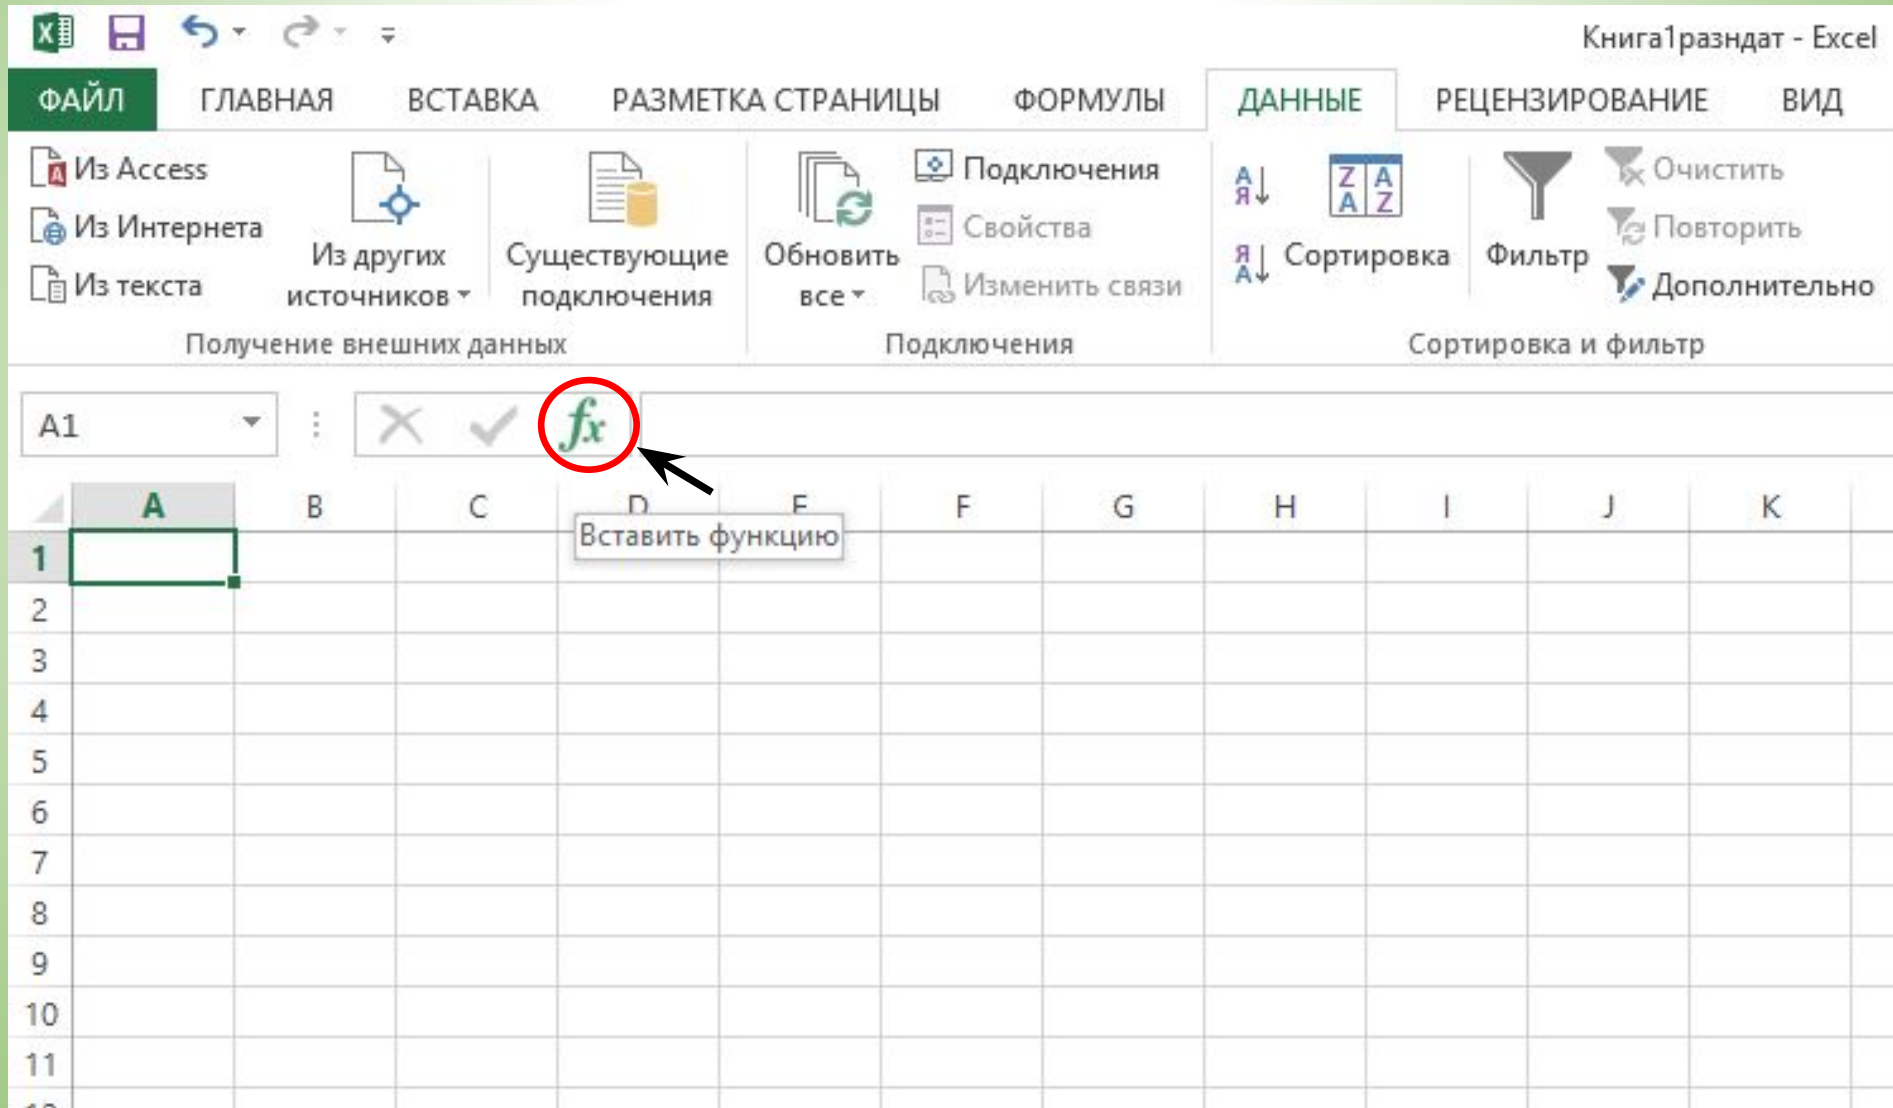 Книга1разндат - Excel
ФАЙЛ ГЛАВНАЯ ВСТАВКА РАЗМЕТКА СТРАНИЦЫ ФОРМУЛЫ ДАННЫЕ РЕЦЕНЗИРОВАНИЕ ВИД
Из Access
Из Интернета
Из текста
Из других
источников
Существующие
подключения
Получение внешних данных
Обновить
все
Подключения
Свойства
Изменить связи
Подключения
Сортировка
Фильтр
Очистить
Повторить
Дополнительно
Сортировка и фильтр
A1
fx
A B C D E F G H I J K
Вставить функцию
1
2
3
4
5
6
7
8
9
10
11